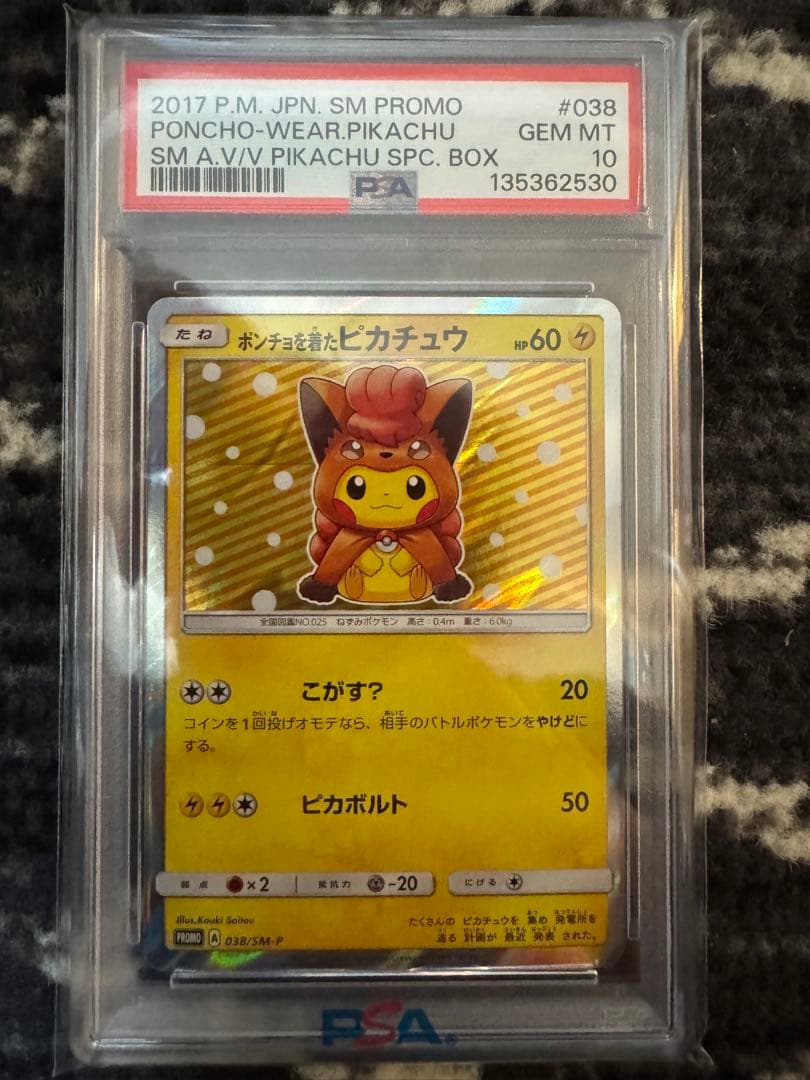 2017 P.M. JPN. SM PROMO #038
PONCHO-WEAR.PIKACHU GEM MT
SM A.V/V PIKACHU SPC. BOX 10
PSA 135362530
たね ポンチョを着たピカチュウ HP60
全国図鑑NO.025 ねずみポケモン 高さ:0.4m 重さ:6.0kg
こがす? 20
コインを1回投げオモテなら、相手のバトルポケモンをやけどに
する。
ピカボルト 50
弱点 ×2 抵抗力 -20 にげる
Illus.Kouki Saitou
たくさんの ピカチュウを 集め 発電所を
造る 計画が 最近 発表 された。
PROMO A 038/SM-P
PSA